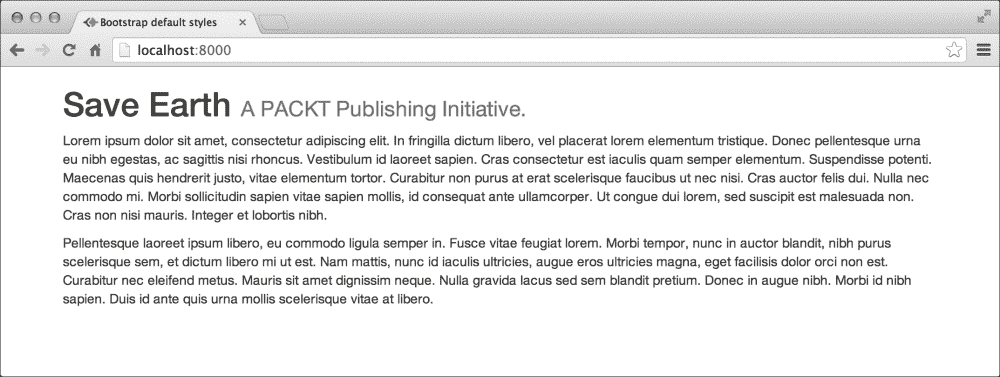 Bootstrap default styles
localhost:8000
Save Earth A PACKT Publishing Initiative.
Lorem ipsum dolor sit amet, consectetur adipiscing elit. In fringilla dictum libero, vel placerat lorem elementum tristique. Donec pellentesque urna
eu nibh egestas, ac sagittis nisi rhoncus. Vestibulum id laoreet sapien. Cras consectetur est iaculis quam semper elementum. Suspendisse potenti.
Maecenas quis hendrerit justo, vitae elementum tortor. Curabitur non purus at erat scelerisque faucibus ut nec nisi. Cras auctor felis dui. Nulla nec
commodo mi. Morbi sollicitudin sapien vitae sapien mollis, id consequat ante ullamcorper. Ut congue dui lorem, sed suscipit est malesuada non.
Cras non nisi mauris. Integer et lobortis nibh.
Pellentesque laoreet ipsum libero, eu commodo ligula semper in. Fusce vitae feugiat lorem. Morbi tempor, nunc in auctor blandit, nibh purus
scelerisque sem, et dictum libero mi ut est. Nam mattis, nunc id iaculis ultricies, augue eros ultricies magna, eget facilisis dolor orci non est.
Curabitur nec eleifend metus. Mauris sit amet dignissim neque. Nulla gravida lacus sed sem blandit pretium. Donec in augue nibh. Morbi id nibh
sapien. Duis id ante quis urna mollis scelerisque vitae at libero.